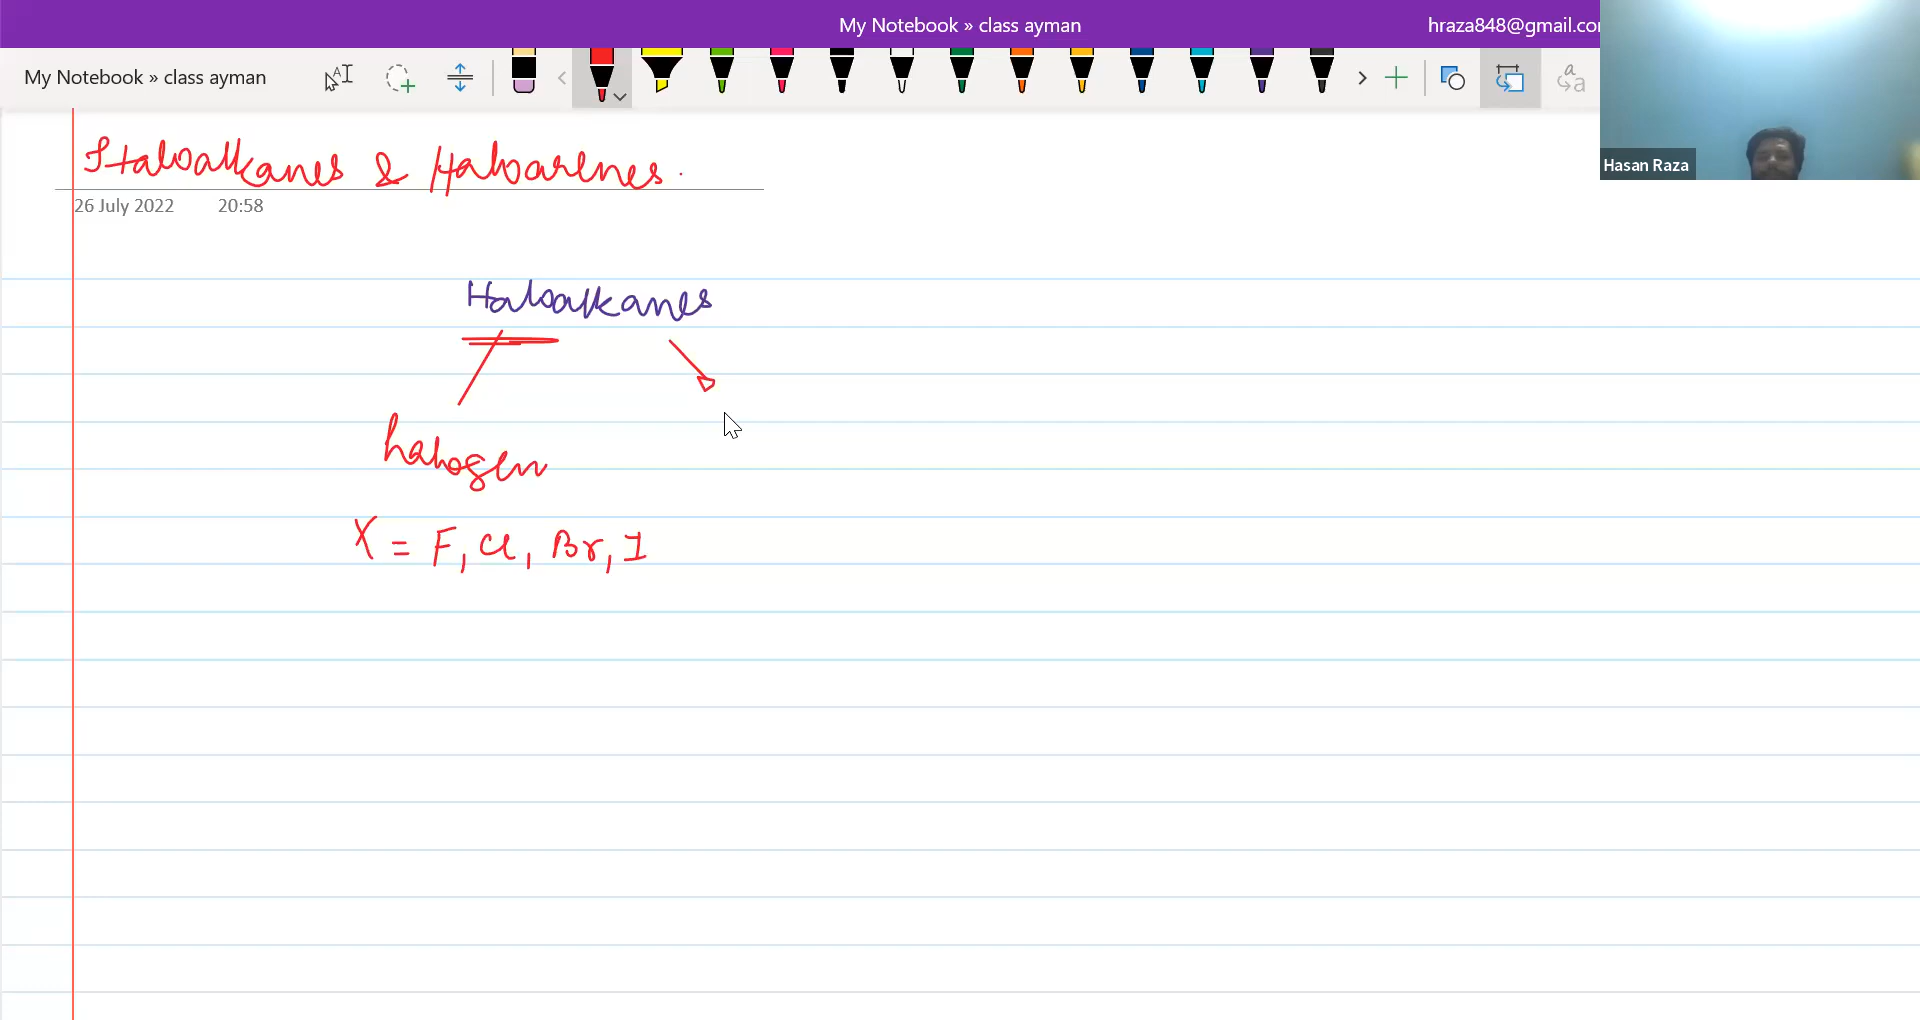 My Notebook » class ayman
hraza848@gmail.co
My Notebook » class ayman
Hasan Raza
Haloalkanes & Haloarenes.
26 July 2022 20:58
Haloalkanes
halogen
X = F, Cl, Br, I